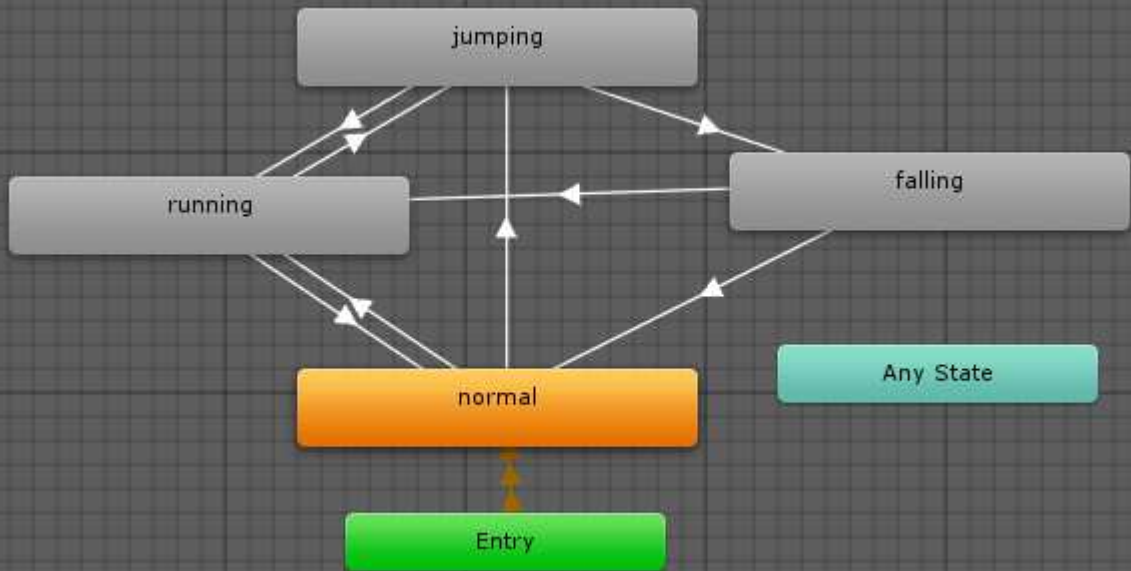 jumping
falling
running
Any State
normal
Entry